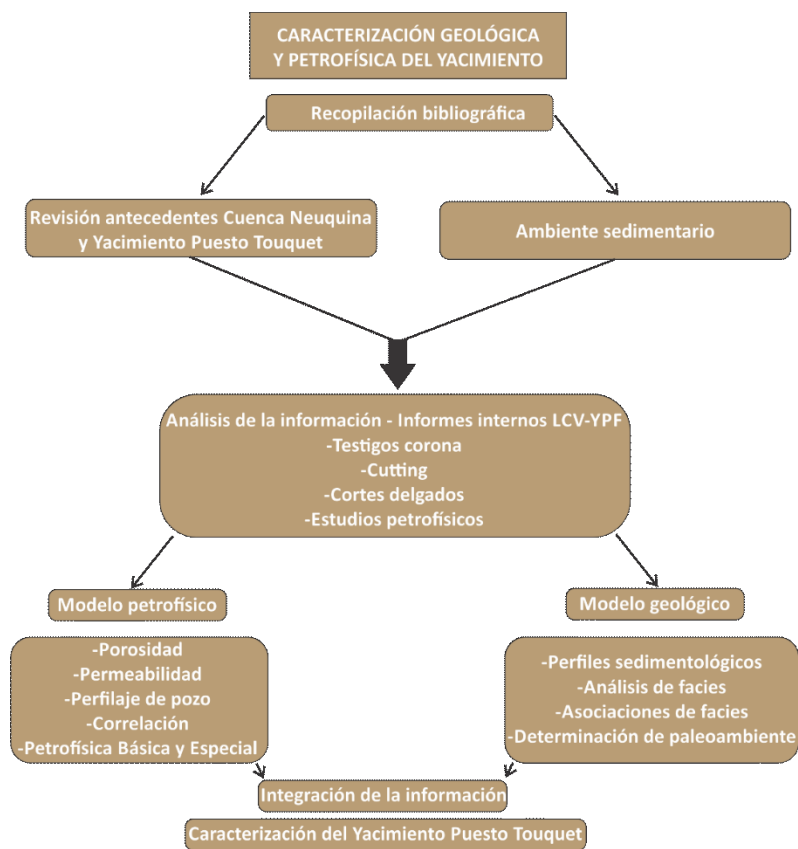 CARACTERIZACIÓN GEOLÓGICA
Y PETROFÍSICA DEL YACIMIENTO
Recopilación bibliográfica
Revisión antecedentes Cuenca Neuquina
y Yacimiento Puesto Touquet
Ambiente sedimentario
Análisis de la información - Informes internos LCV-YPF
-Testigos corona
-Cutting
-Cortes delgados
-Estudios petrofísicos
Modelo petrofísico
-Porosidad
-Permeabilidad
-Perfilaje de pozo
-Correlación
-Petrofísica Básica y Especial
Modelo geológico
-Perfiles sedimentológicos
-Análisis de facies
-Asociaciones de facies
-Determinación de paleoambiente
Integración de la información
Caracterización del Yacimiento Puesto Touquet